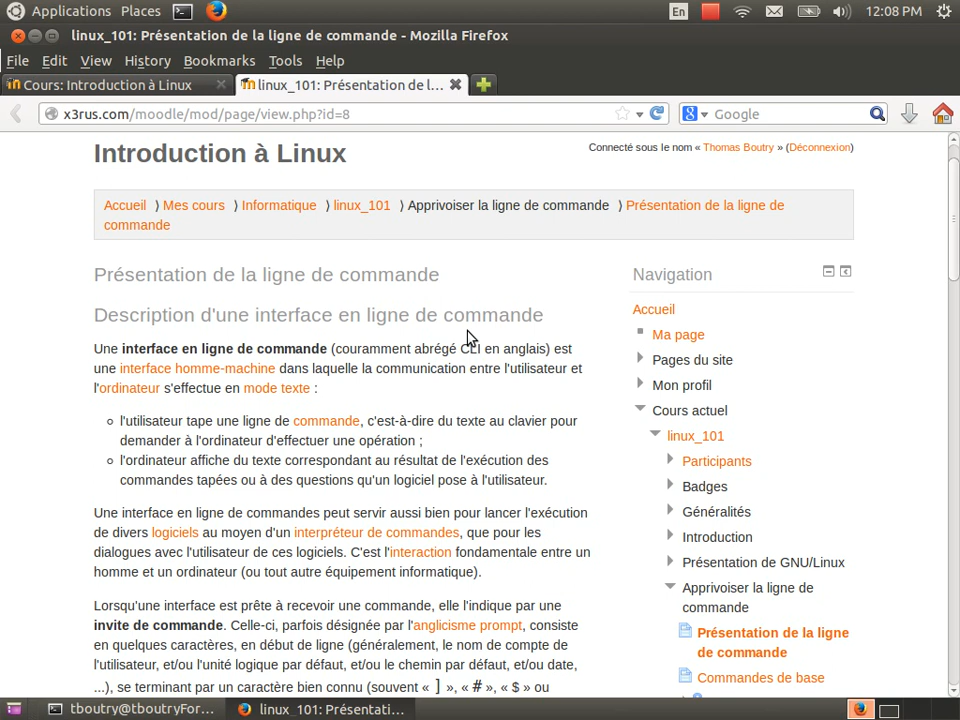 Applications Places En 12:08 PM
linux_101: Présentation de la ligne de commande - Mozilla Firefox
File Edit View History Bookmarks Tools Help
Cours: Introduction à Linux linux_101: Présentation de l...
x3rus.com/moodle/mod/page/view.php?id=8 Google
Introduction à Linux
Connecté sous le nom « Thomas Boutry » (Déconnexion)
Accueil ⟩ Mes cours ⟩ Informatique ⟩ linux_101 ⟩ Apprivoiser la ligne de commande ⟩ Présentation de la ligne de
commande
Présentation de la ligne de commande
Description d'une interface en ligne de commande
Une interface en ligne de commande (couramment abrégé CLI en anglais) est
une interface homme-machine dans laquelle la communication entre l'utilisateur et
l'ordinateur s'effectue en mode texte :
l'utilisateur tape une ligne de commande, c'est-à-dire du texte au clavier pour
demander à l'ordinateur d'effectuer une opération ;
l'ordinateur affiche du texte correspondant au résultat de l'exécution des
commandes tapées ou à des questions qu'un logiciel pose à l'utilisateur.
Une interface en ligne de commandes peut servir aussi bien pour lancer l'exécution
de divers logiciels au moyen d'un interpréteur de commandes, que pour les
dialogues avec l'utilisateur de ces logiciels. C'est l'interaction fondamentale entre un
homme et un ordinateur (ou tout autre équipement informatique).
Lorsqu'une interface est prête à recevoir une commande, elle l'indique par une
invite de commande. Celle-ci, parfois désignée par l'anglicisme prompt, consiste
en quelques caractères, en début de ligne (généralement, le nom de compte de
l'utilisateur, et/ou l'unité logique par défaut, et/ou le chemin par défaut, et/ou date,
...), se terminant par un caractère bien connu (souvent « ] », « # », « $ » ou
Navigation
Accueil
Ma page
Pages du site
Mon profil
Cours actuel
linux_101
Participants
Badges
Généralités
Introduction
Présentation de GNU/Linux
Apprivoiser la ligne de
commande
Présentation de la ligne
de commande
Commandes de base
tboutry@tboutryFor... linux_101: Présentati...